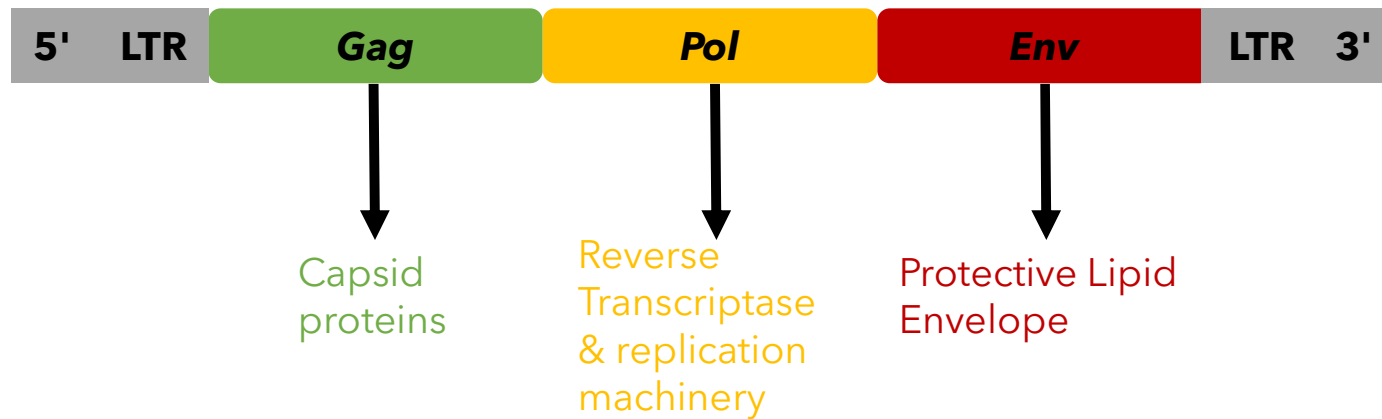 5' LTR Gag Pol Env LTR 3'
Capsid
proteins
Reverse
Transcriptase
& replication
machinery
Protective Lipid
Envelope